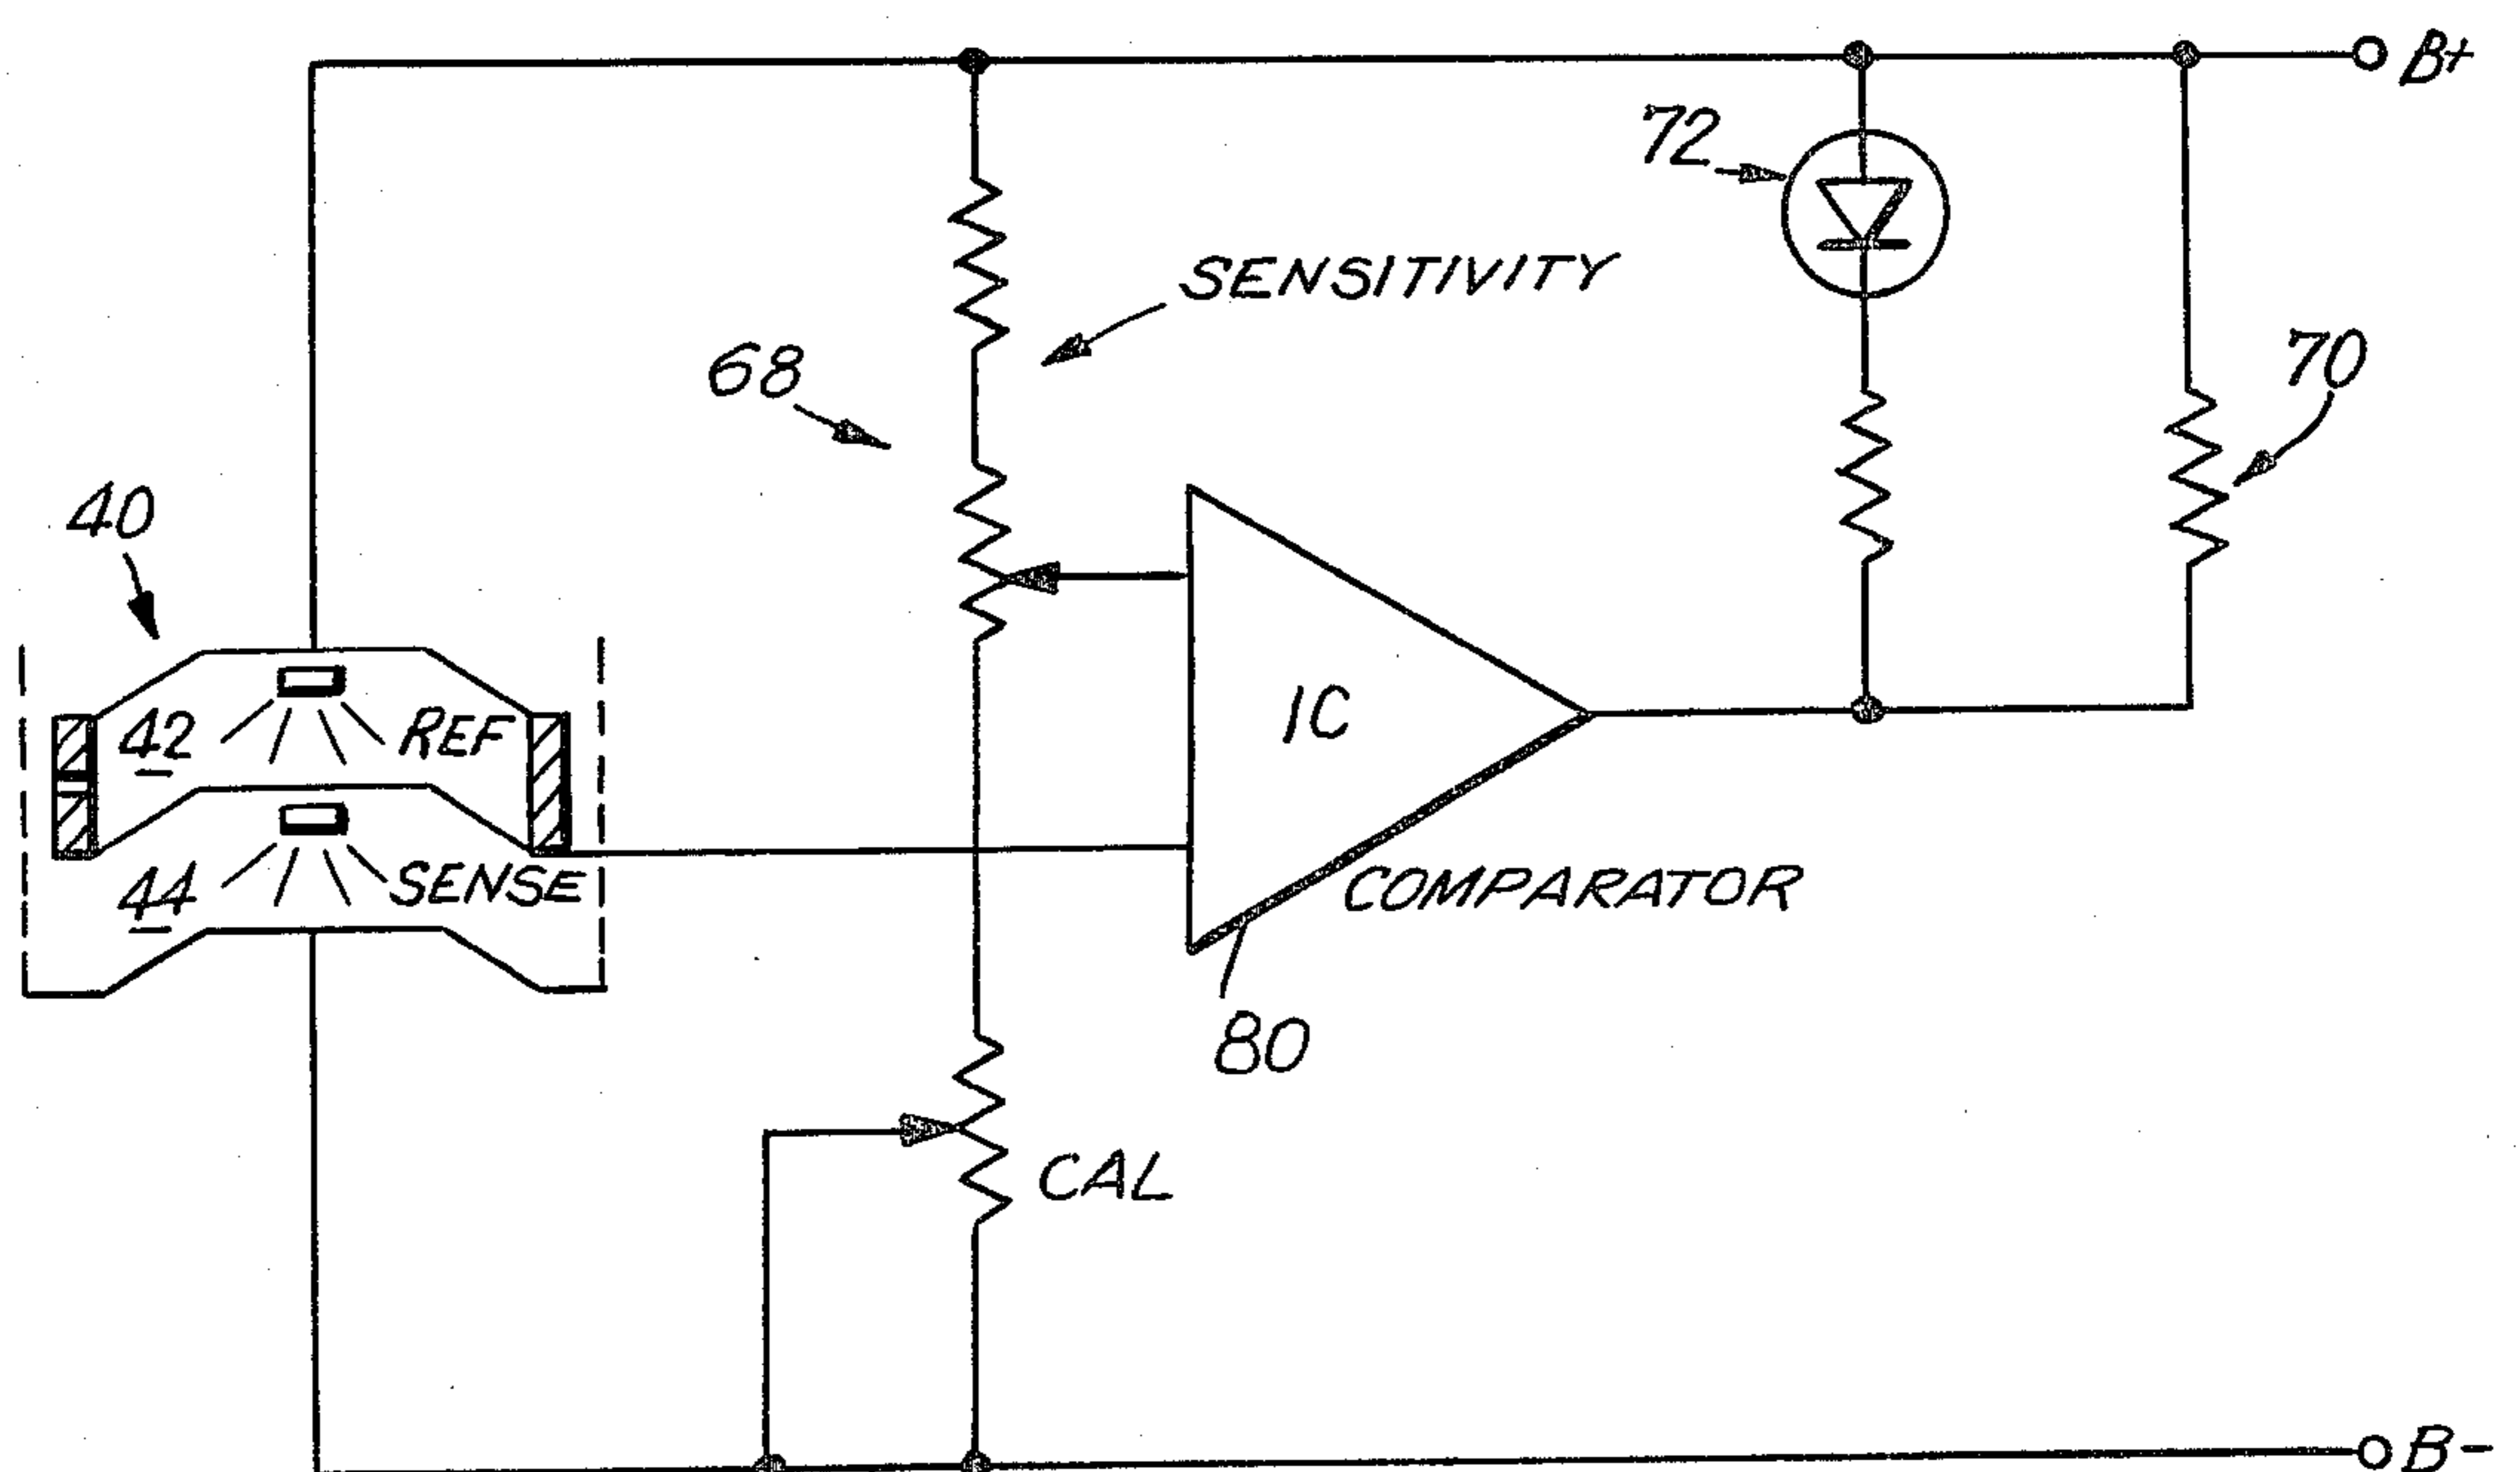 B+
72
SENSITIVITY
68
70
40
42 REF
IC
44 SENSE
COMPARATOR
80
CAL
B-